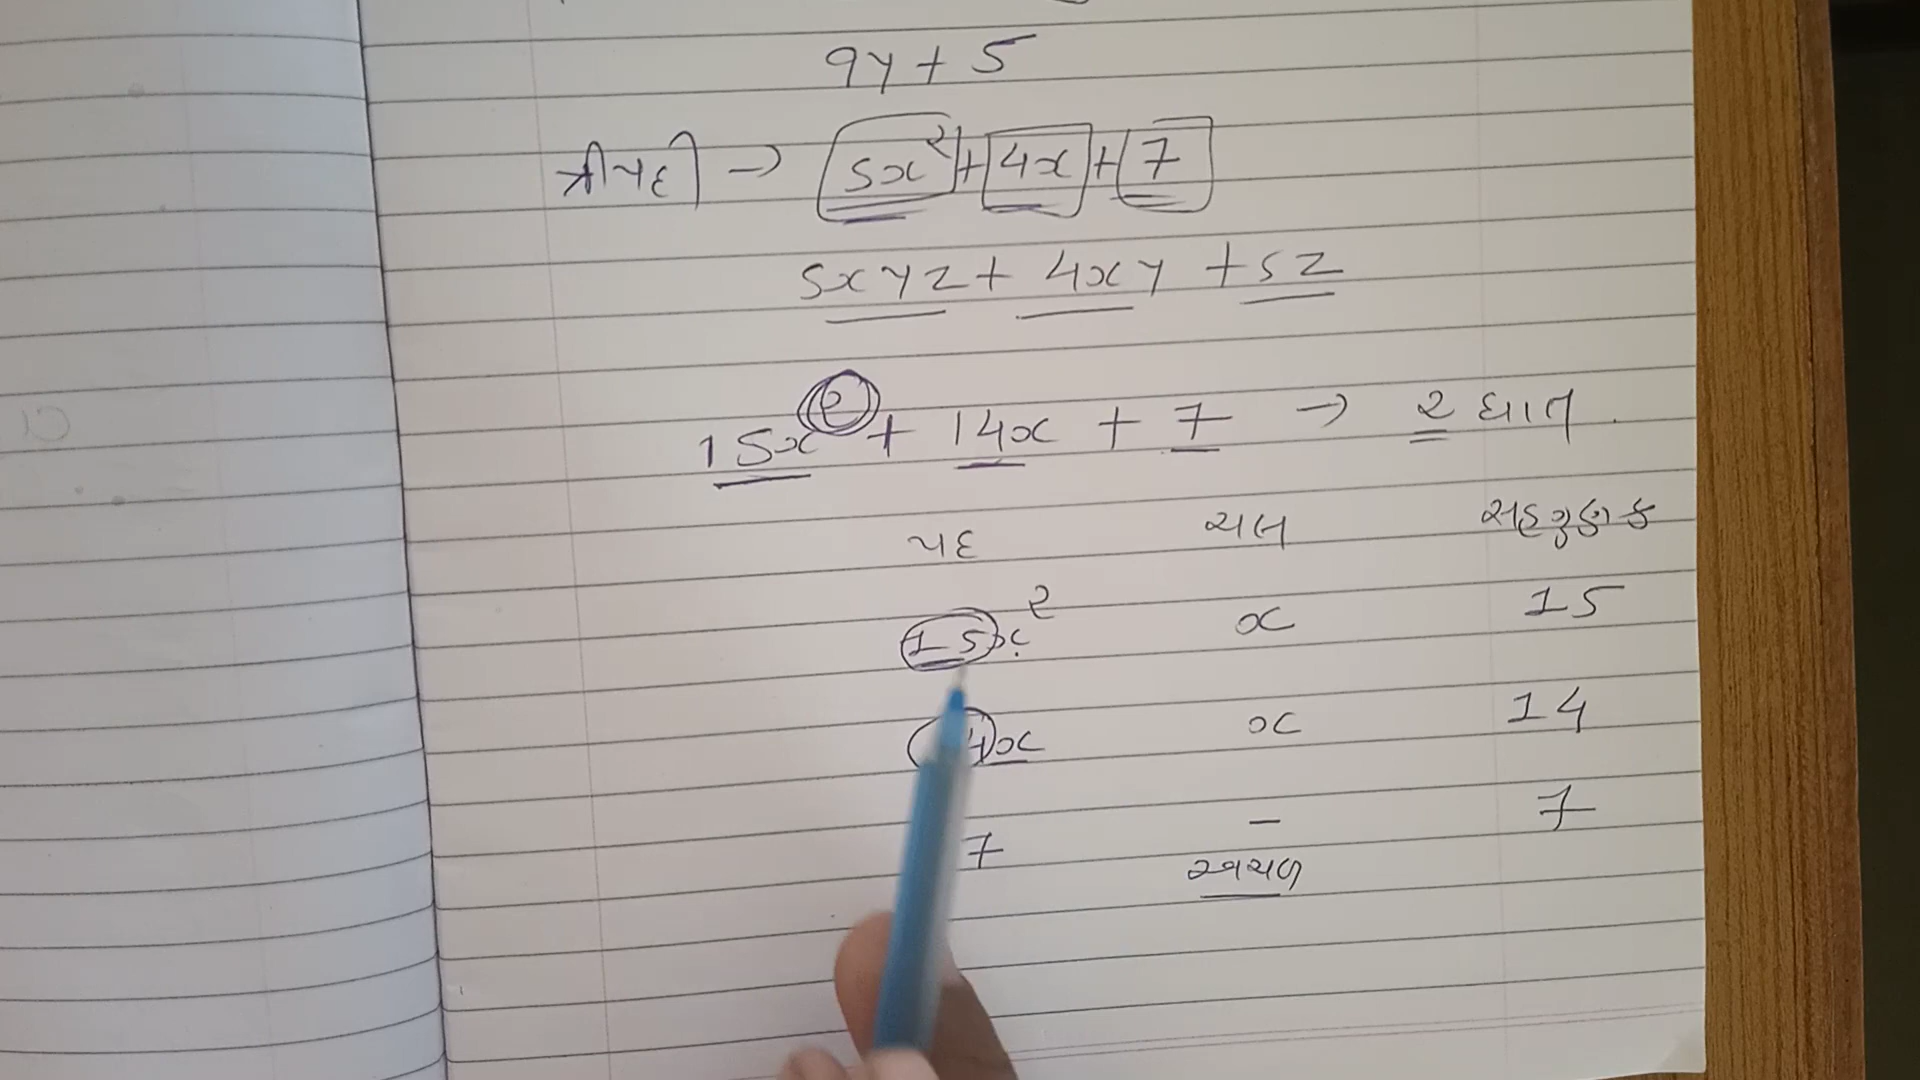 9y + 5
ત્રીપદી → 5x² + 4x + 7
5xyz + 4xy + 5z
15x² + 14x + 7 → ૨ ઘાત.
પદ ચલ સહગુણક
15x² x 15
14x x 14
7 – 7
અચળ